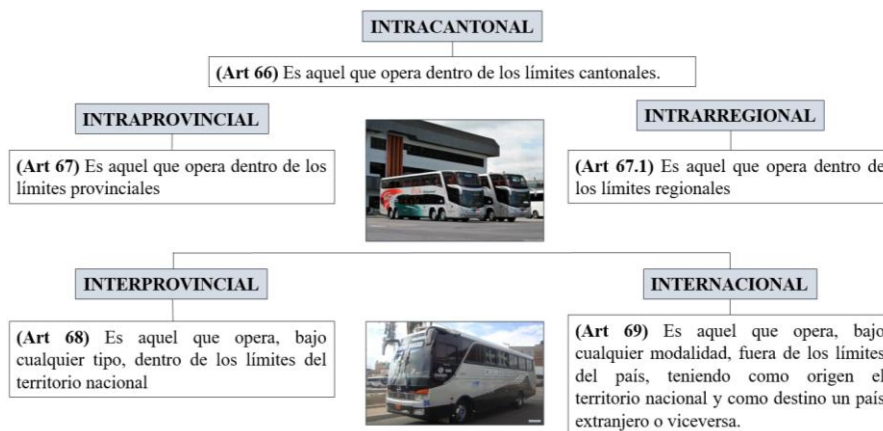 INTRACANTONAL
(Art 66) Es aquel que opera dentro de los límites cantonales.
INTRAPROVINCIAL
(Art 67) Es aquel que opera dentro de los
límites provinciales
INTRARREGIONAL
(Art 67.1) Es aquel que opera dentro de
los límites regionales
INTERPROVINCIAL
(Art 68) Es aquel que opera, bajo
cualquier tipo, dentro de los límites del
territorio nacional
INTERNACIONAL
(Art 69) Es aquel que opera, bajo
cualquier modalidad, fuera de los límites
del país, teniendo como origen el
territorio nacional y como destino un país
extranjero o viceversa.